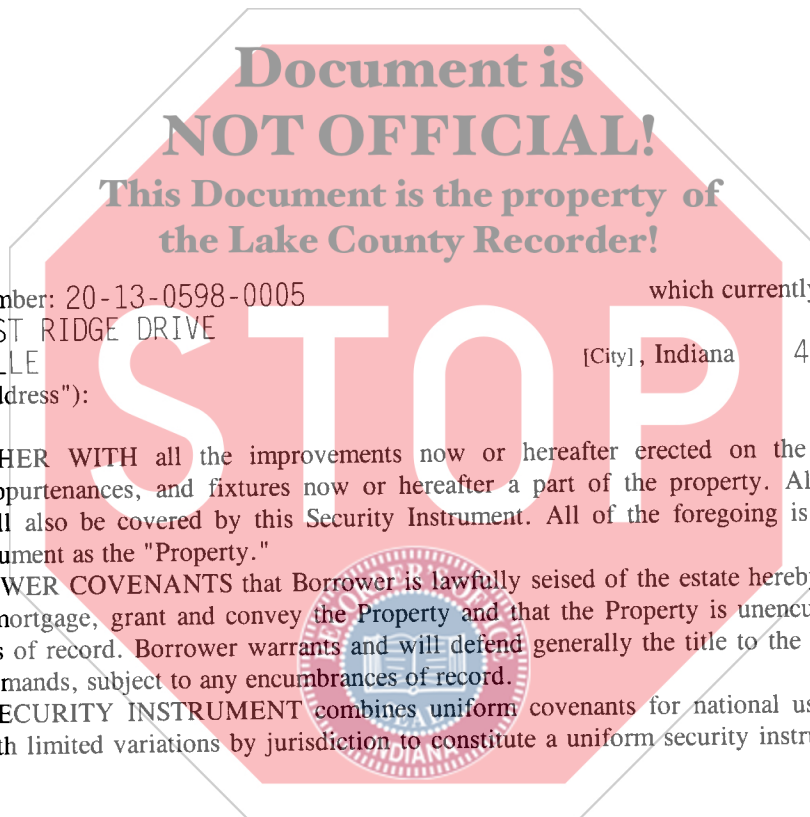 Document is
NOT OFFICIAL!
This Document is the property of
the Lake County Recorder!
mber: 20-13-0598-0005 which currently
ST RIDGE DRIVE
LLE [City], Indiana 4
ddress"):
STOP
HER WITH all the improvements now or hereafter erected on the
ppurtenances, and fixtures now or hereafter a part of the property. Al
ll also be covered by this Security Instrument. All of the foregoing is
ument as the "Property."
WER COVENANTS that Borrower is lawfully seised of the estate hereb
mortgage, grant and convey the Property and that the Property is unencu
s of record. Borrower warrants and will defend generally the title to the
mands, subject to any encumbrances of record.
ECURITY INSTRUMENT combines uniform covenants for national us
th limited variations by jurisdiction to constitute a uniform security instru
SEAL
INDIANA